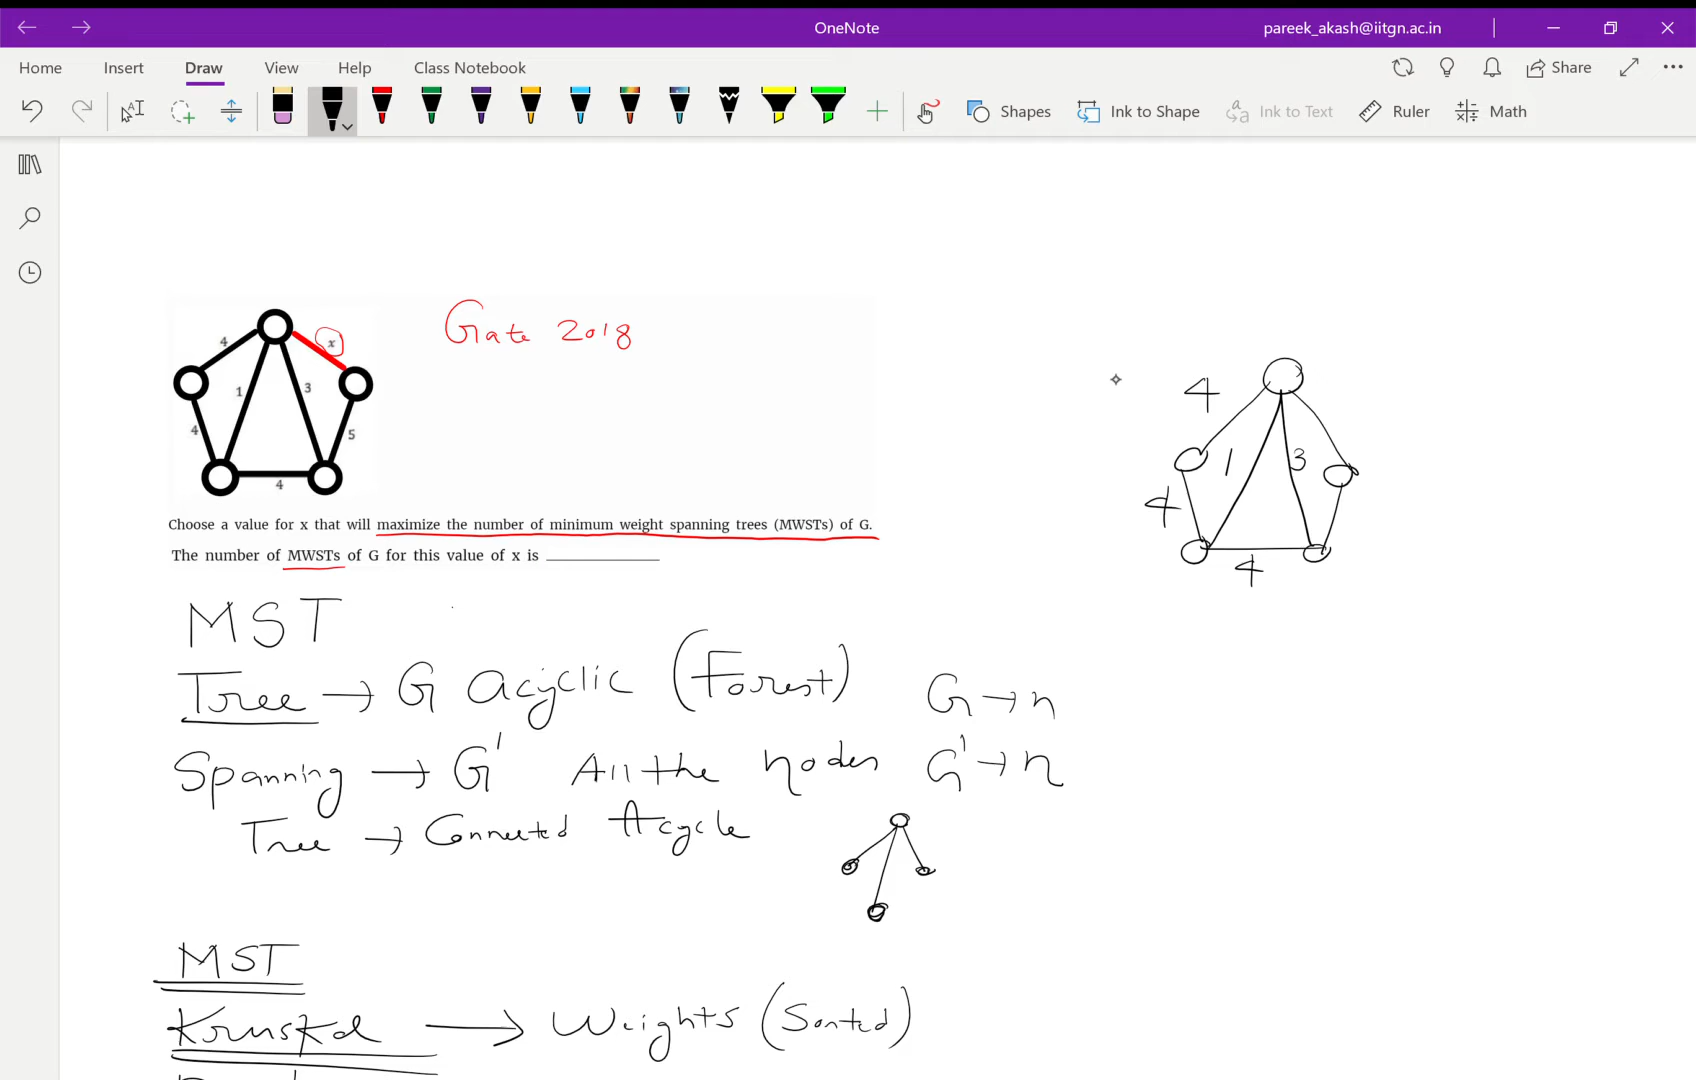 OneNote
pareek_akash@iitgn.ac.in
Home Insert Draw View Help Class Notebook
Share
Shapes Ink to Shape Ink to Text Ruler Math
Gate 2018
4 x
1 3
4 5
4
4
1 3
4
4
Choose a value for x that will maximize the number of minimum weight spanning trees (MWSTs) of G.
The number of MWSTs of G for this value of x is ____________
MST
Tree → G Acyclic (Forest) G → n
Spanning → G' All the nodes G' → n
Tree → Connected Acycle
MST
Kruskal → Weights (Sorted)